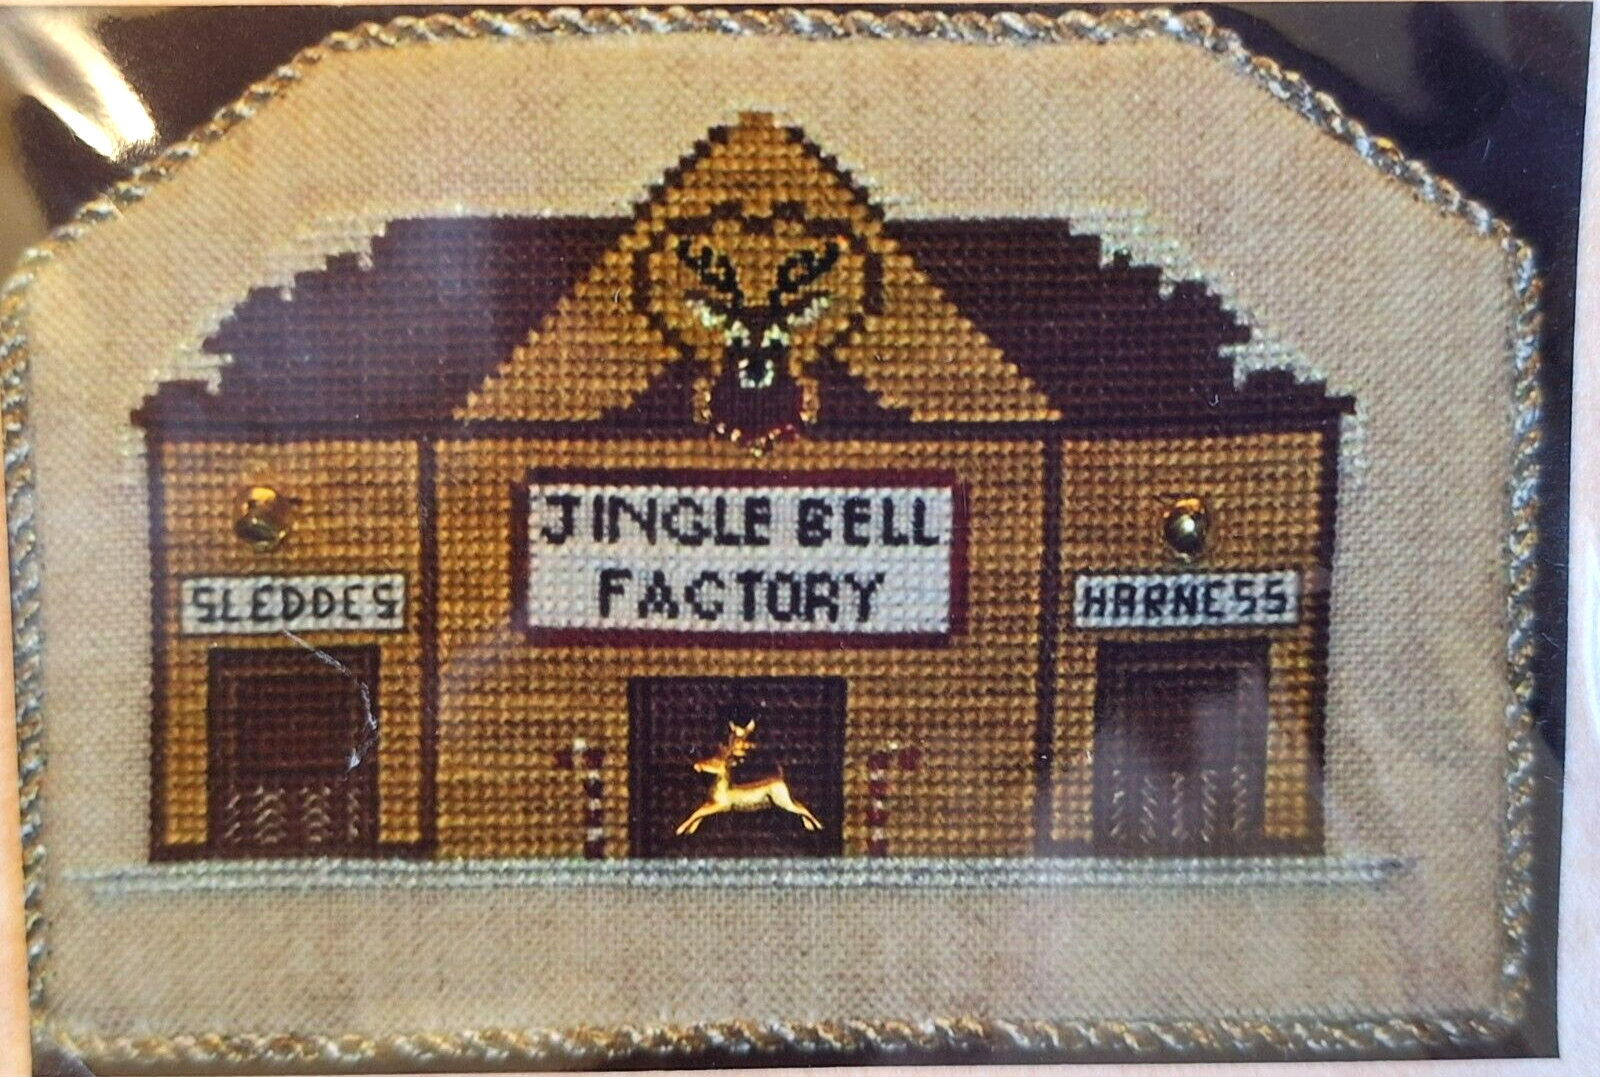 JINGLE BELL
FACTORY
SLEDDES
HARNESS